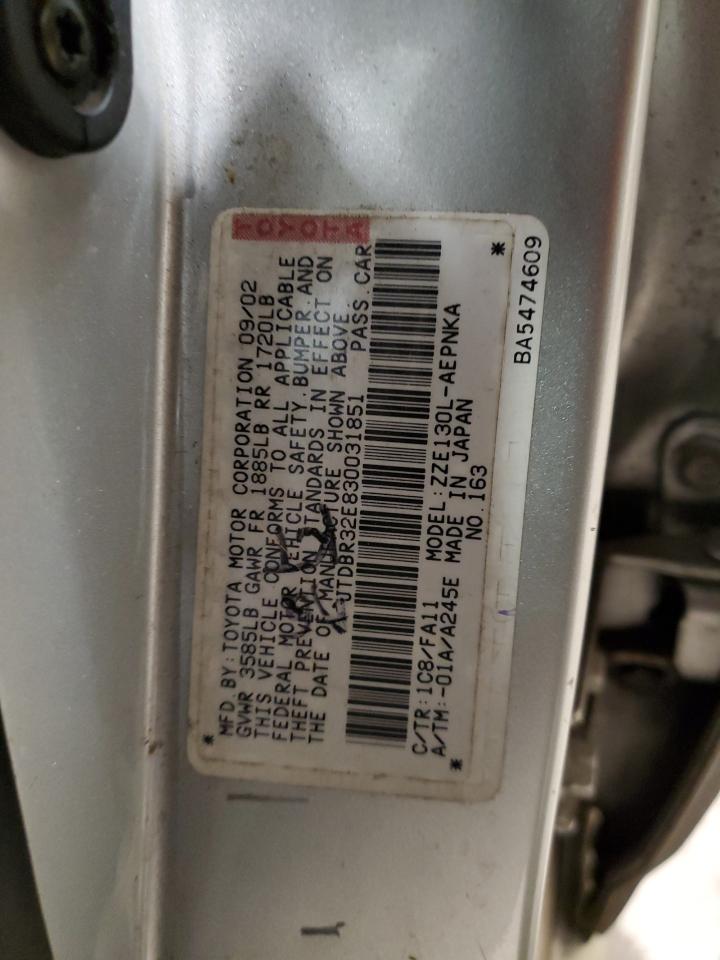 TOYOTA
MFD BY:TOYOTA MOTOR CORPORATION 09/02
GVWR 3585LB GAWR FR 1885LB RR 1720LB
THIS VEHICLE CONFORMS TO ALL APPLICABLE
FEDERAL MOTOR VEHICLE SAFETY,BUMPER,AND
THEFT PREVENTION STANDARDS IN EFFECT ON
THE DATE OF MANUFACTURE SHOWN ABOVE.
JTDBR32E830031851 PASS.CAR
C/TR:1C8/FA11 MODEL:ZZE130L-AEPNKA
A/TM:-01A/A245E MADE IN JAPAN
NO.163
BA5474609